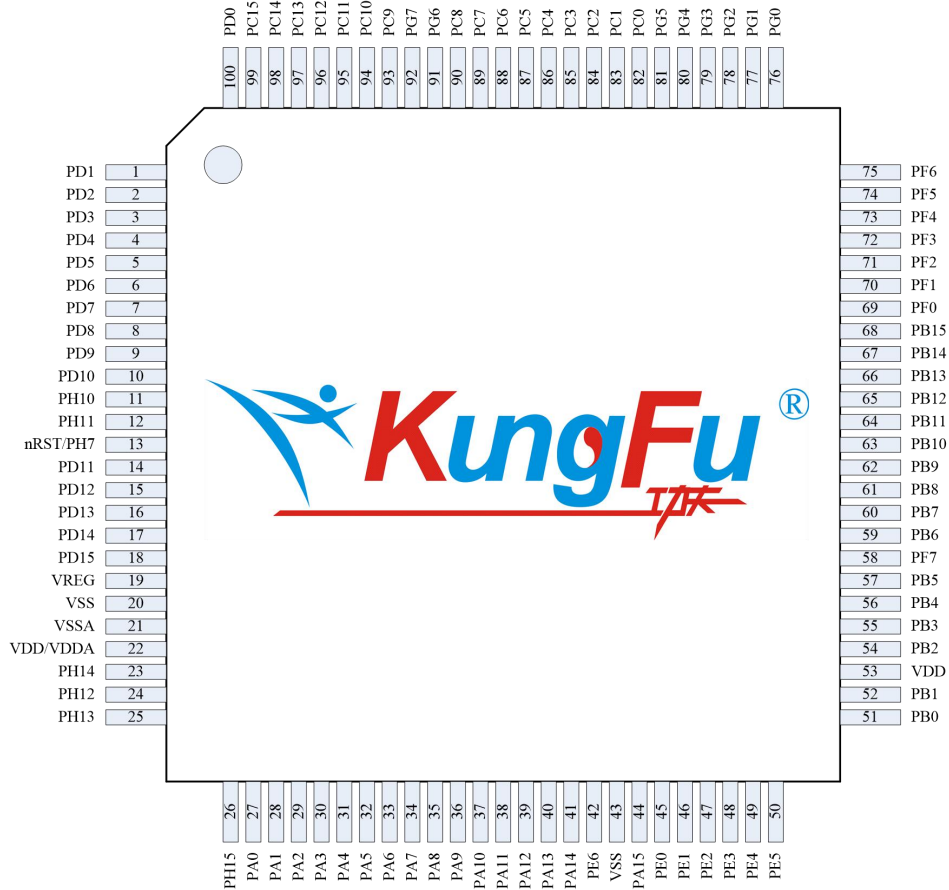 PD0 PC15 PC14 PC13 PC12 PC11 PC10 PC9 PG7 PG6 PC8 PC7 PC6 PC5 PC4 PC3 PC2 PC1 PC0 PG5 PG4 PG3 PG2 PG1 PG0
100 99 98 97 96 95 94 93 92 91 90 89 88 87 86 85 84 83 82 81 80 79 78 77 76
PD1 1 75 PF6
PD2 2 74 PF5
PD3 3 73 PF4
PD4 4 72 PF3
PD5 5 71 PF2
PD6 6 70 PF1
PD7 7 69 PF0
PD8 8 68 PB15
PD9 9 67 PB14
PD10 10 66 PB13
PH10 11 65 PB12
PH11 12 64 PB11
nRST/PH7 13 63 PB10
PD11 14 62 PB9
PD12 15 61 PB8
PD13 16 60 PB7
PD14 17 59 PB6
PD15 18 58 PF7
VREG 19 57 PB5
VSS 20 56 PB4
VSSA 21 55 PB3
VDD/VDDA 22 54 PB2
PH14 23 53 VDD
PH12 24 52 PB1
PH13 25 51 PB0
KungFu ®
功夫
26 27 28 29 30 31 32 33 34 35 36 37 38 39 40 41 42 43 44 45 46 47 48 49 50
PH15 PA0 PA1 PA2 PA3 PA4 PA5 PA6 PA7 PA8 PA9 PA10 PA11 PA12 PA13 PA14 PE6 VSS PA15 PE0 PE1 PE2 PE3 PE4 PE5